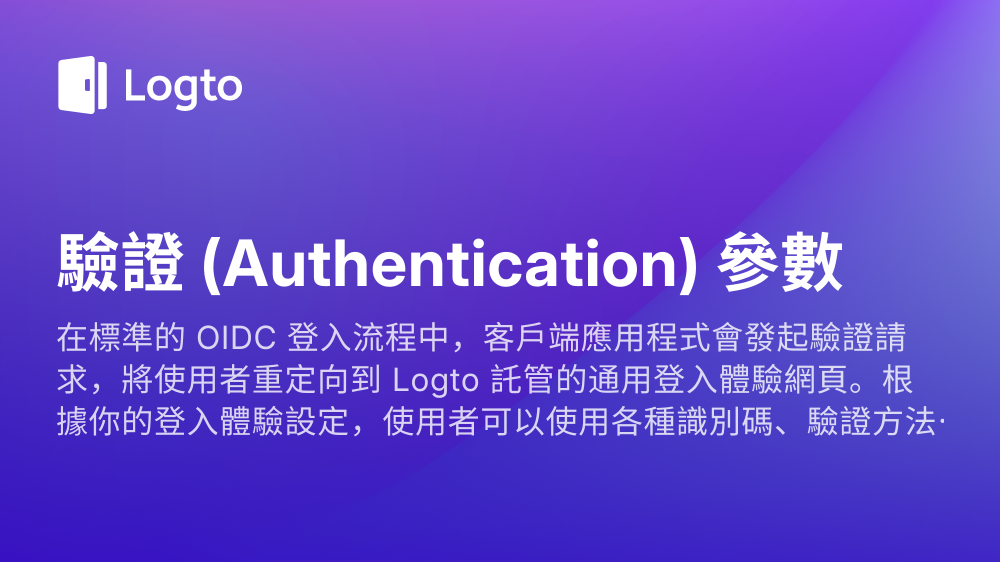 Logto
驗證 (Authentication) 參數
在標準的 OIDC 登入流程中，客戶端應用程式會發起驗證請
求，將使用者重定向到 Logto 託管的通用登入體驗網頁。根
據你的登入體驗設定，使用者可以使用各種識別碼、驗證方法·